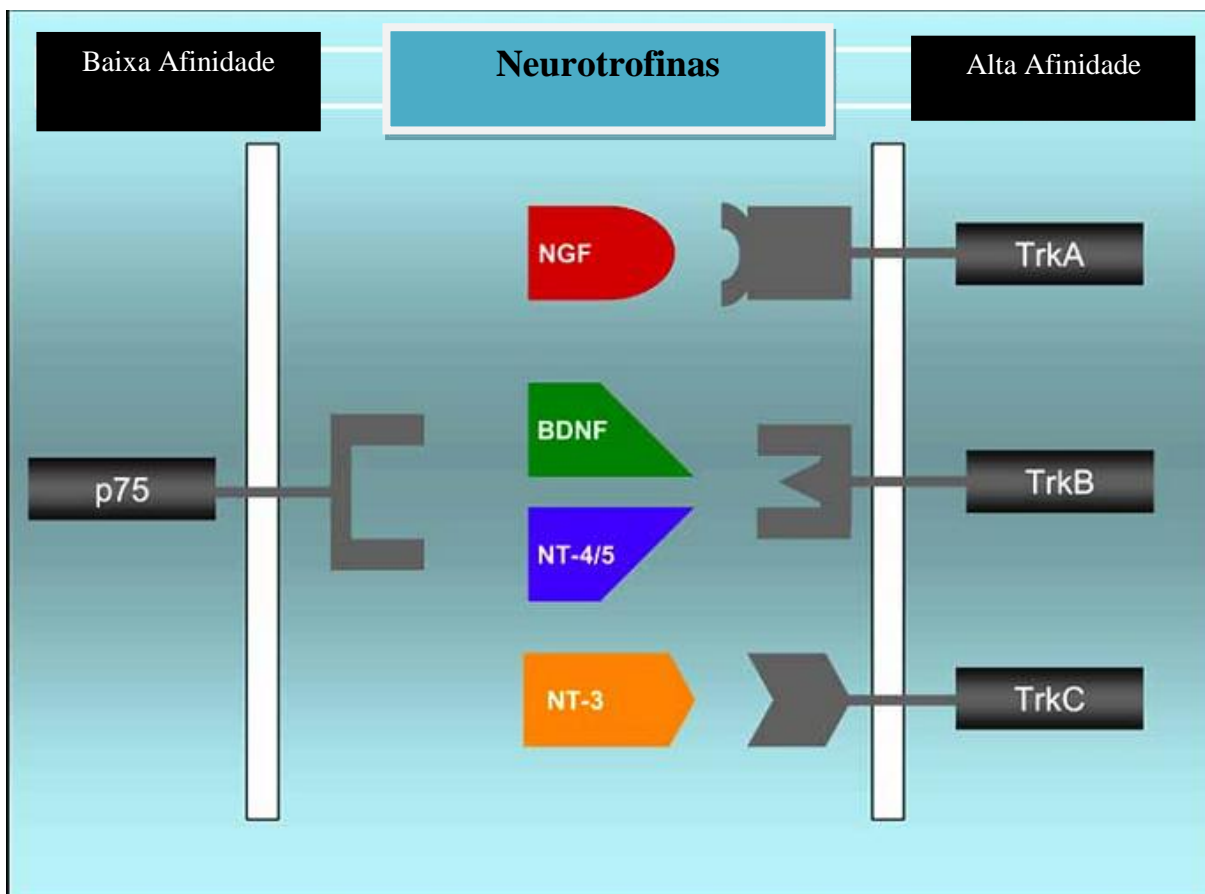 Baixa Afinidade
Neurotrofinas
Alta Afinidade
NGF
TrkA
BDNF
p75
TrkB
NT-4/5
NT-3
TrkC